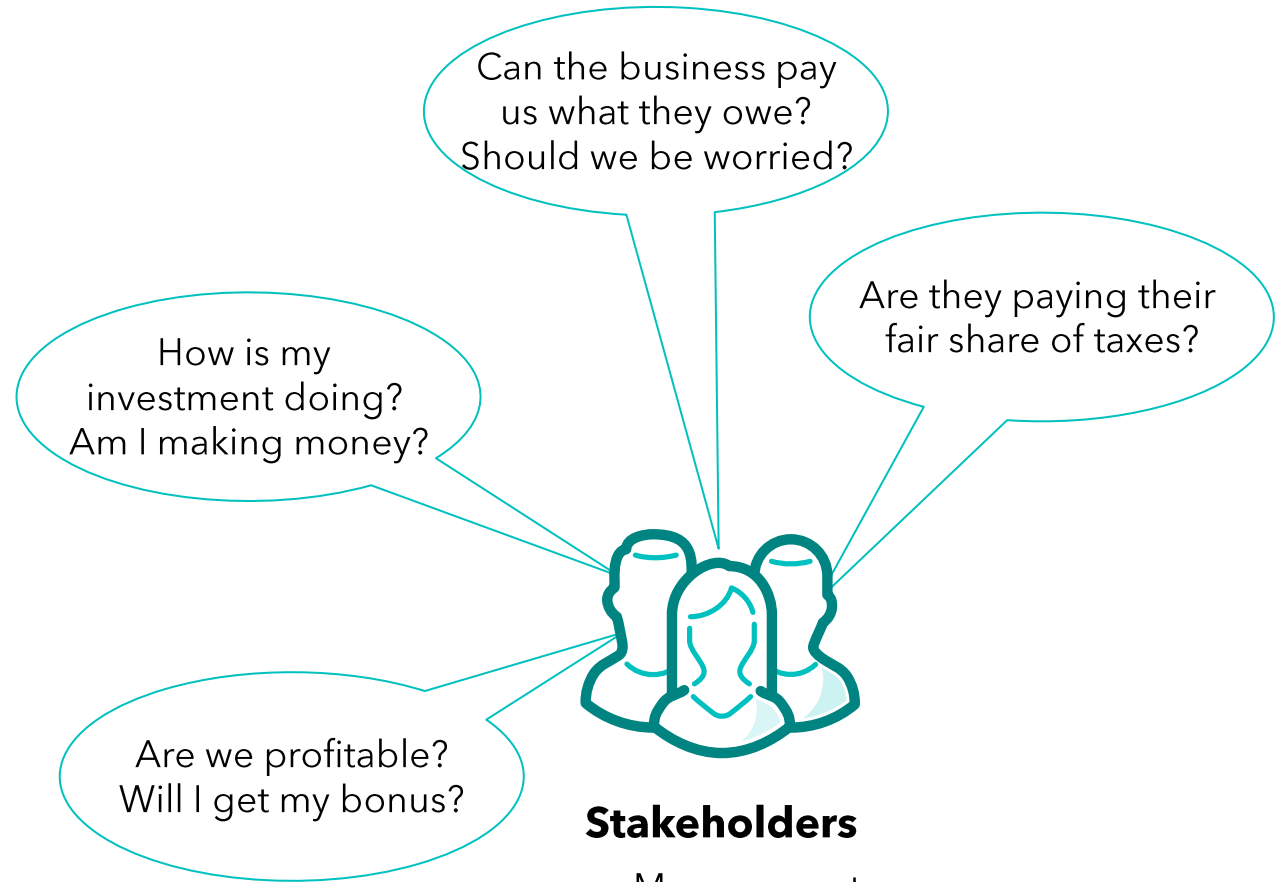 Can the business pay
us what they owe?
Should we be worried?
Are they paying their
fair share of taxes?
How is my
investment doing?
Am I making money?
Are we profitable?
Will I get my bonus?
Stakeholders